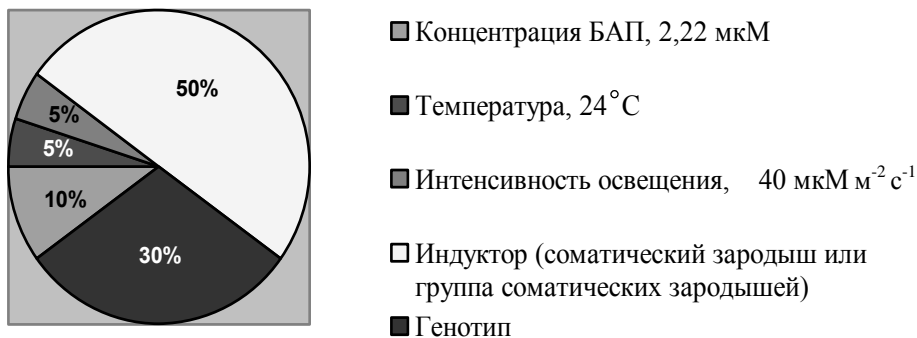 50%
5%
5%
10%
30%
Концентрация БАП, 2,22 мкМ
Температура, 24°С
Интенсивность освещения, 40 мкМ м⁻² с⁻¹
Индуктор (соматический зародыш или
группа соматических зародышей)
Генотип